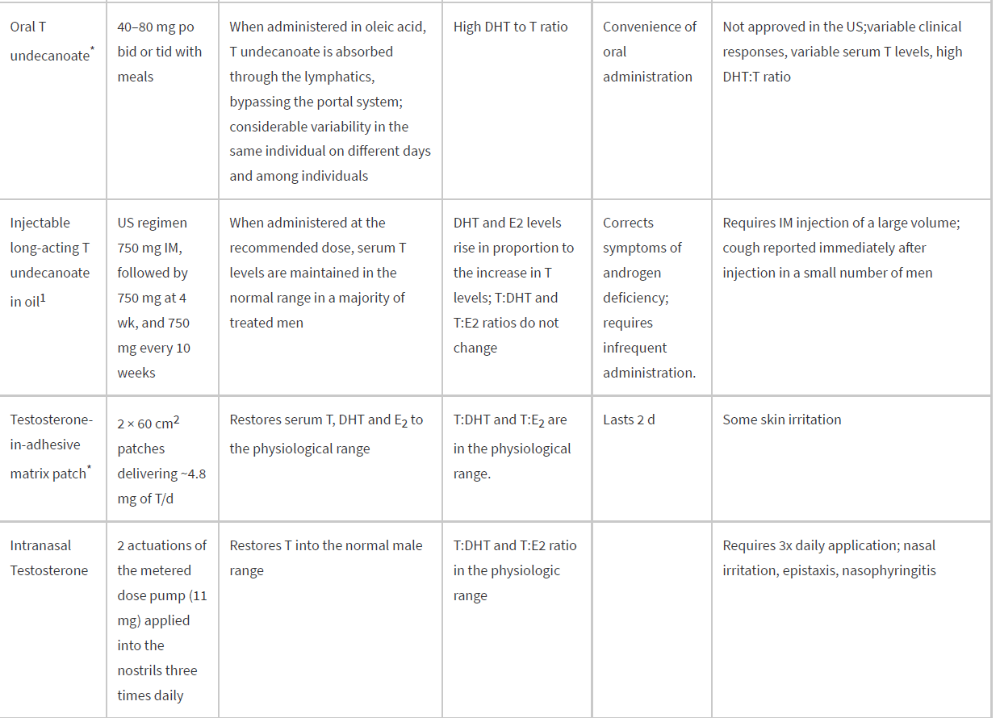 Oral T
undecanoate*
40–80 mg po
bid or tid with
meals
When administered in oleic acid,
T undecanoate is absorbed
through the lymphatics,
bypassing the portal system;
considerable variability in the
same individual on different days
and among individuals
High DHT to T ratio
Convenience of
oral
administration
Not approved in the US;variable clinical
responses, variable serum T levels, high
DHT:T ratio
Injectable
long-acting T
undecanoate
in oil1
US regimen
750 mg IM,
followed by
750 mg at 4
wk, and 750
mg every 10
weeks
When administered at the
recommended dose, serum T
levels are maintained in the
normal range in a majority of
treated men
DHT and E2 levels
rise in proportion to
the increase in T
levels; T:DHT and
T:E2 ratios do not
change
Corrects
symptoms of
androgen
deficiency;
requires
infrequent
administration.
Requires IM injection of a large volume;
cough reported immediately after
injection in a small number of men
Testosterone-
in-adhesive
matrix patch*
2 × 60 cm2
patches
delivering ~4.8
mg of T/d
Restores serum T, DHT and E2 to
the physiological range
T:DHT and T:E2 are
in the physiological
range.
Lasts 2 d
Some skin irritation
Intranasal
Testosterone
2 actuations of
the metered
dose pump (11
mg) applied
into the
nostrils three
times daily
Restores T into the normal male
range
T:DHT and T:E2 ratio
in the physiologic
range
Requires 3x daily application; nasal
irritation, epistaxis, nasophyringitis